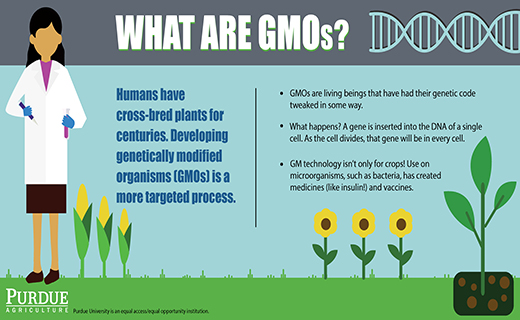 WHAT ARE GMOs?
Humans have
cross-bred plants for
centuries. Developing
genetically modified
organisms (GMOs) is a
more targeted process.
• GMOs are living beings that have had their genetic code
tweaked in some way.
• What happens? A gene is inserted into the DNA of a single
cell. As the cell divides, that gene will be in every cell.
• GM technology isn't only for crops! Use on
microorganisms, such as bacteria, has created
medicines (like insulin!) and vaccines.
PURDUE
AGRICULTURE
Purdue University is an equal access/equal opportunity institution.